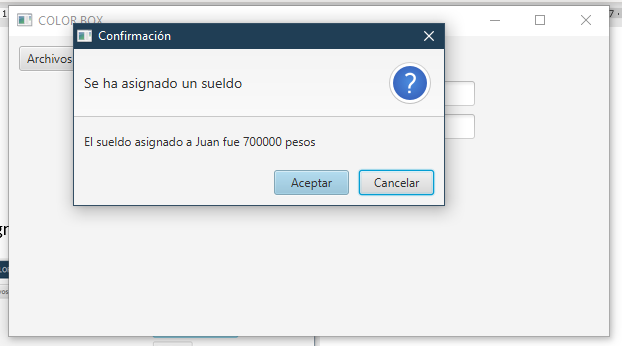 COLOR BOX
Confirmación
Archivos
Se ha asignado un sueldo
?
El sueldo asignado a Juan fue 700000 pesos
Aceptar
Cancelar